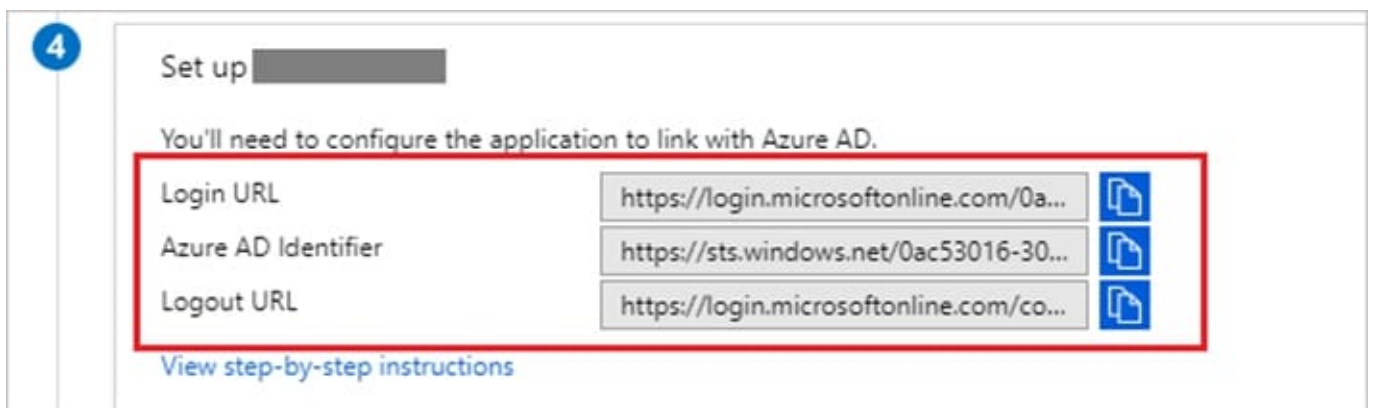 4
Set up
You'll need to configure the application to link with Azure AD.
Login URL
https://login.microsoftonline.com/0a...
Azure AD Identifier
https://sts.windows.net/0ac53016-30...
Logout URL
https://login.microsoftonline.com/co...
View step-by-step instructions